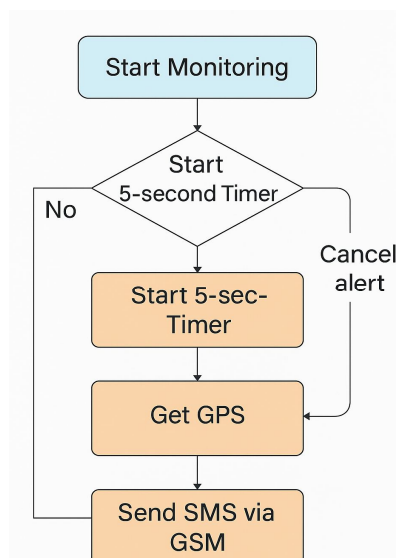 Start Monitoring
Start
5-second Timer
No
Cancel
alert
Start 5-sec-
Timer
Get GPS
Send SMS via
GSM